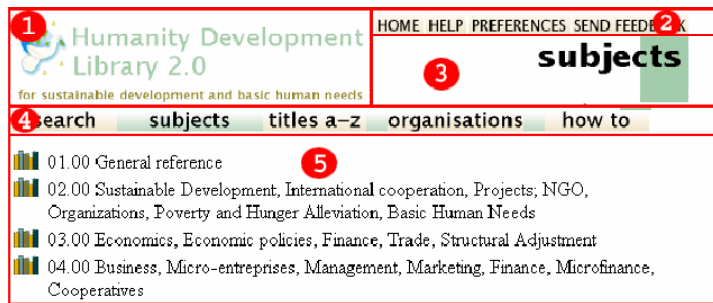 1
Humanity Development
Library 2.0
for sustainable development and basic human needs
HOME HELP PREFERENCES SEND FEEDBACK
2
subjects
3
4
search subjects titles a-z organisations how to
5
01.00 General reference
02.00 Sustainable Development, International cooperation, Projects; NGO,
Organizations, Poverty and Hunger Alleviation, Basic Human Needs
03.00 Economics, Economic policies, Finance, Trade, Structural Adjustment
04.00 Business, Micro-entreprises, Management, Marketing, Finance, Microfinance,
Cooperatives